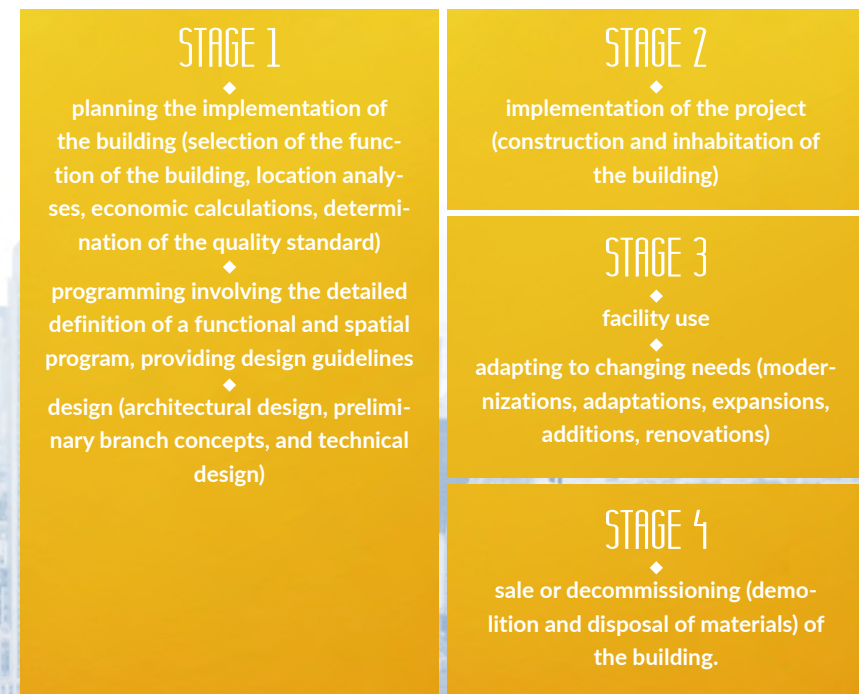 STAGE 1
planning the implementation of
the building (selection of the func-
tion of the building, location analy-
ses, economic calculations, determi-
nation of the quality standard)
programming involving the detailed
definition of a functional and spatial
program, providing design guidelines
design (architectural design, prelimi-
nary branch concepts, and technical
design)
STAGE 2
implementation of the project
(construction and inhabitation of
the building)
STAGE 3
facility use
adapting to changing needs (moder-
nizations, adaptations, expansions,
additions, renovations)
STAGE 4
sale or decommissioning (demo-
lition and disposal of materials) of
the building.